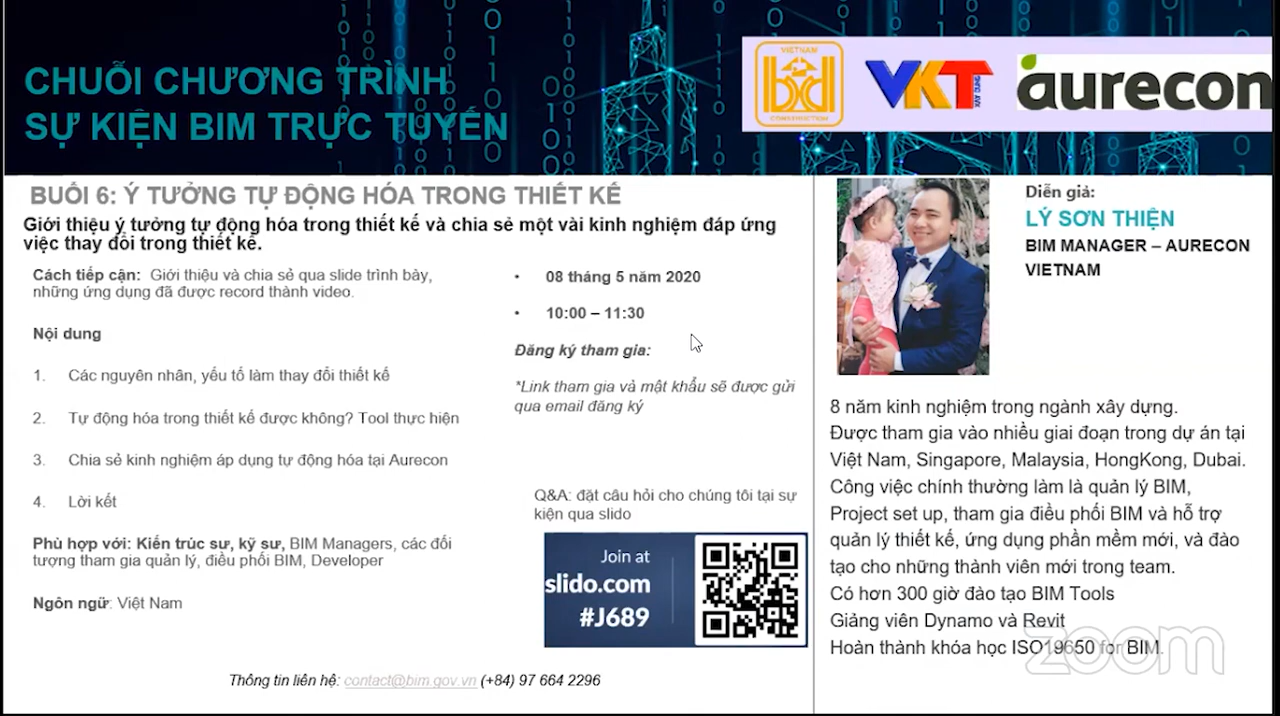 CHUỖI CHƯƠNG TRÌNH
SỰ KIỆN BIM TRỰC TUYẾN
VIETNAM
bxd
CONSTRUCTION
VKT
XÂY DỰNG
aurecon
BUỔI 6: Ý TƯỞNG TỰ ĐỘNG HÓA TRONG THIẾT KẾ
Giới thiệu ý tưởng tự động hóa trong thiết kế và chia sẻ một vài kinh nghiệm đáp ứng
việc thay đổi trong thiết kế.
Cách tiếp cận: Giới thiệu và chia sẻ qua slide trình bày,
những ứng dụng đã được record thành video.
Nội dung
1. Các nguyên nhân, yếu tố làm thay đổi thiết kế
2. Tự động hóa trong thiết kế được không? Tool thực hiện
3. Chia sẻ kinh nghiệm áp dụng tự động hóa tại Aurecon
4. Lời kết
Phù hợp với: Kiến trúc sư, kỹ sư, BIM Managers, các đối
tượng tham gia quản lý, điều phối BIM, Developer
Ngôn ngữ: Việt Nam
• 08 tháng 5 năm 2020
• 10:00 – 11:30
Đăng ký tham gia:
*Link tham gia và mật khẩu sẽ được gửi
qua email đăng ký
Q&A: đặt câu hỏi cho chúng tôi tại sự
kiện qua slido
Join at
slido.com
#J689
Thông tin liên hệ: contact@bim.gov.vn (+84) 97 664 2296
Diễn giả:
LÝ SƠN THIỆN
BIM MANAGER – AURECON
VIETNAM
8 năm kinh nghiệm trong ngành xây dựng.
Được tham gia vào nhiều giai đoạn trong dự án tại
Việt Nam, Singapore, Malaysia, HongKong, Dubai.
Công việc chính thường làm là quản lý BIM,
Project set up, tham gia điều phối BIM và hỗ trợ
quản lý thiết kế, ứng dụng phần mềm mới, và đào
tạo cho những thành viên mới trong team.
Có hơn 300 giờ đào tạo BIM Tools
Giảng viên Dynamo và Revit
Hoàn thành khóa học ISO19650 for BIM.
zoom